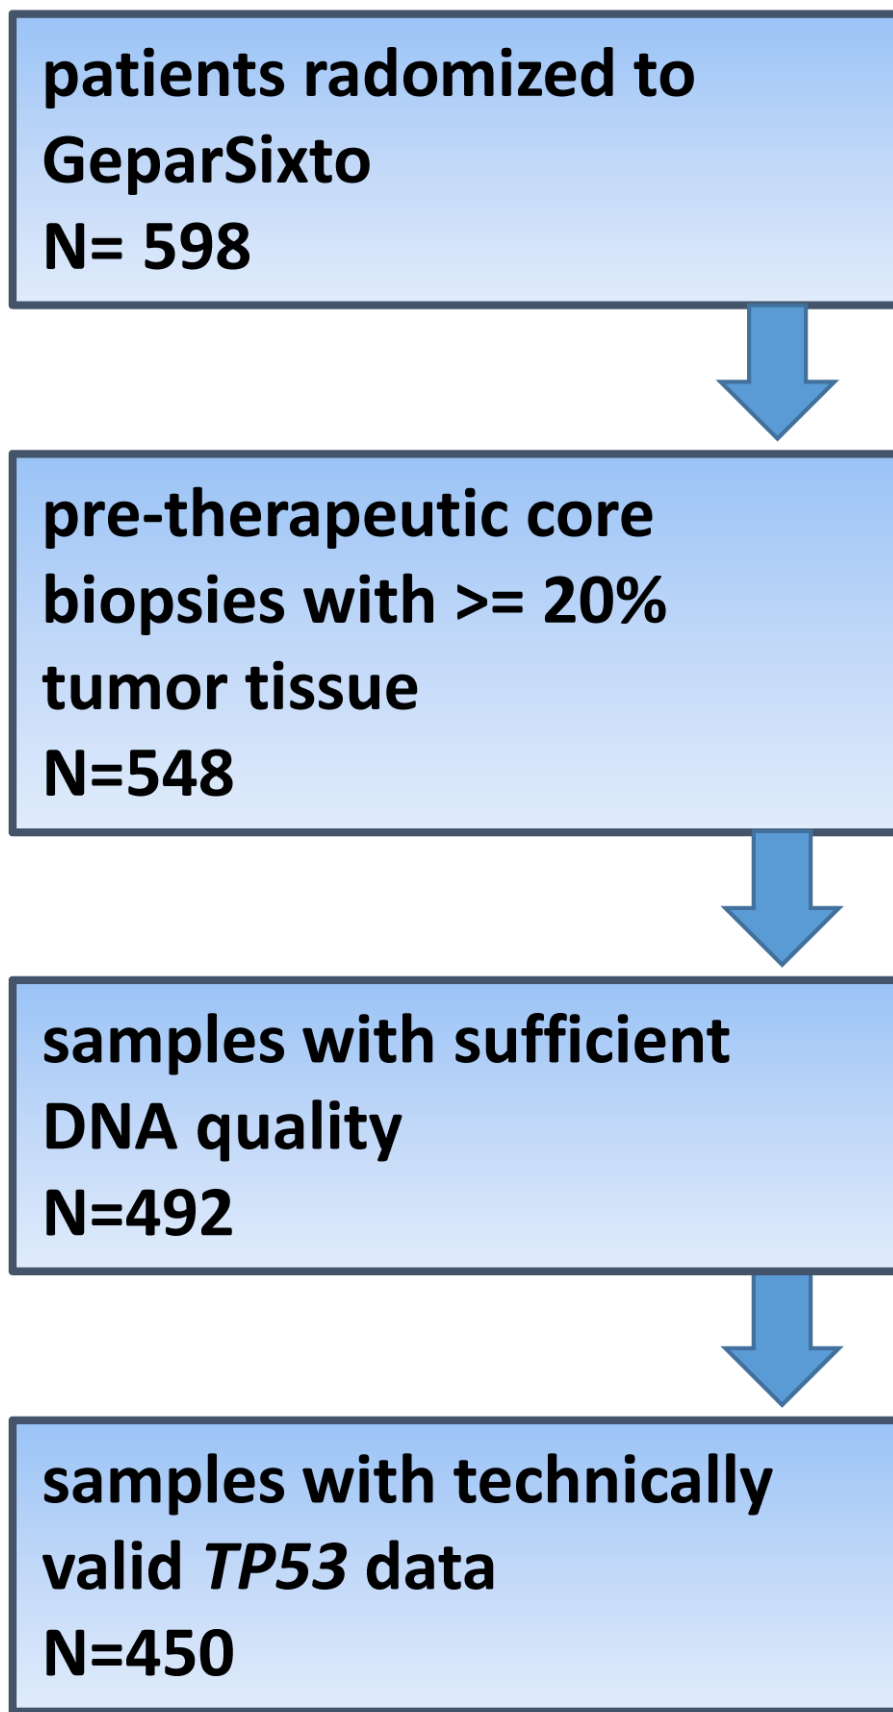 patients radomized to
GeparSixto
N= 598
pre-therapeutic core
biopsies with >= 20%
tumor tissue
N=548
samples with sufficient
DNA quality
N=492
samples with technically
valid TP53 data
N=450